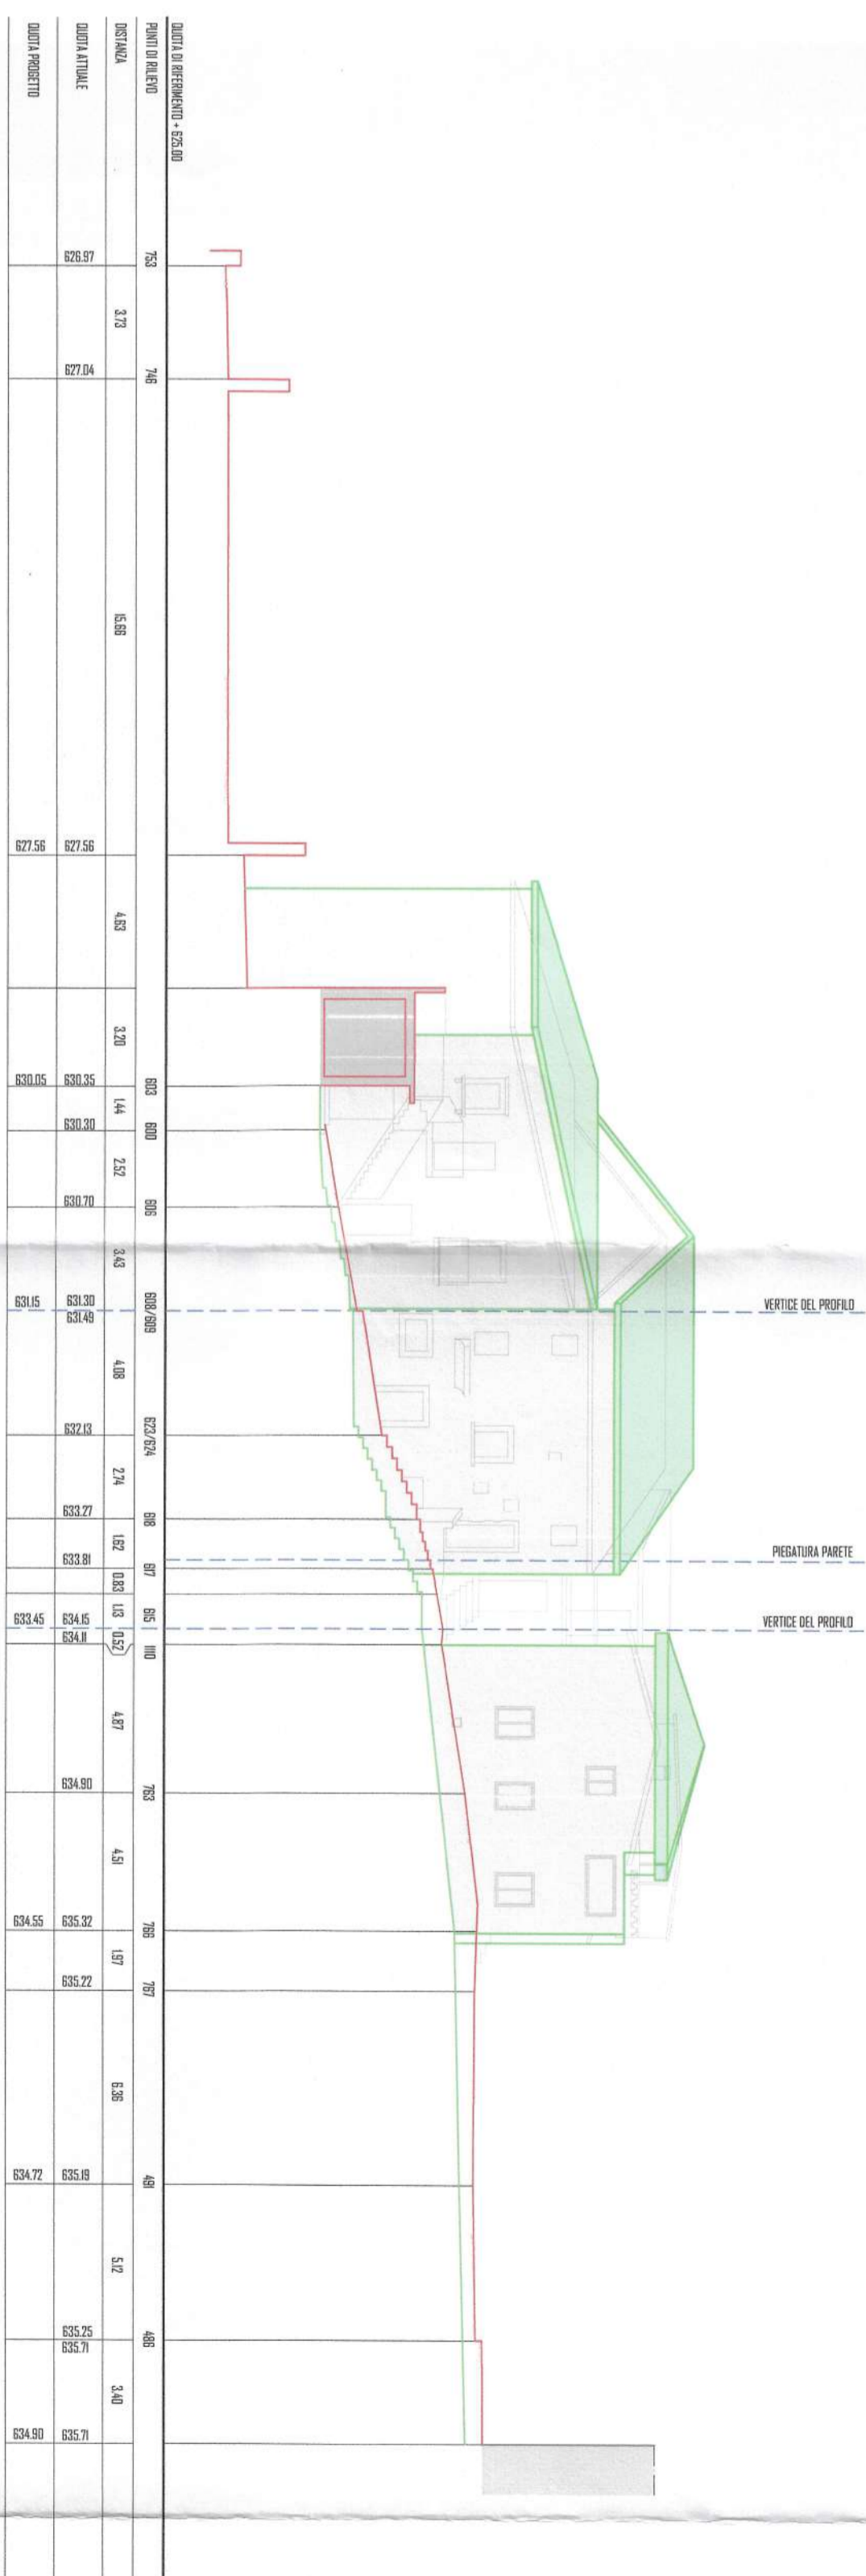 QUOTA DI RIFERIMENTO + 625.00
PUNTI DI RILIEVO 753 746 603 600 606 608/609 623/624 618 617 615 1110 763 766 767 491 486
DISTANZA 3.73 15.66 4.63 3.20 1.44 2.52 3.43 4.08 2.74 1.62 0.83 1.13 0.52 4.87 4.51 1.97 6.36 5.12 3.40
QUOTA ATTUALE 626.97 627.04 627.56 630.35 630.30 630.70 631.30 631.49 632.13 633.27 633.81 634.15 634.11 634.90 635.32 635.22 635.19 635.25 635.71 635.71
QUOTA PROGETTO 627.56 630.05 631.15 633.45 634.55 634.72 634.90
VERTICE DEL PROFILO
PIEGATURA PARETE
VERTICE DEL PROFILO